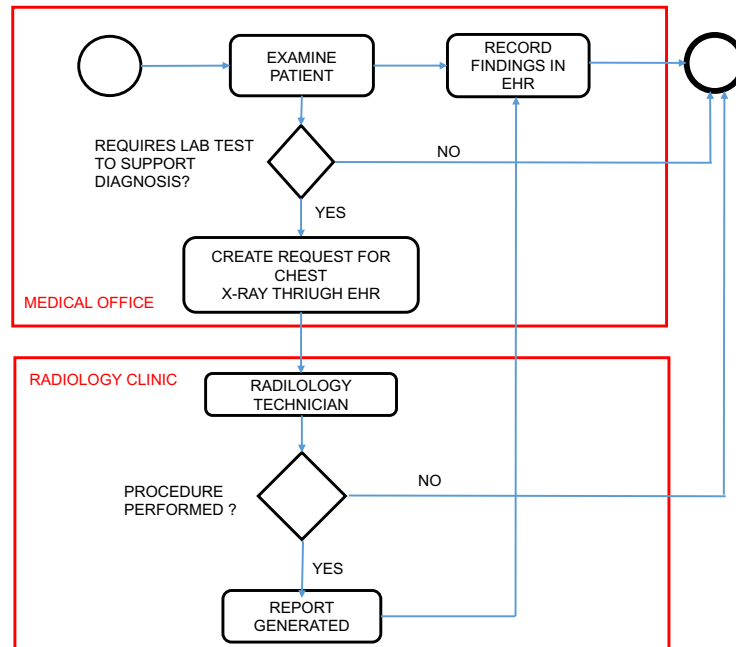 EXAMINE
PATIENT
RECORD
FINDINGS IN
EHR
REQUIRES LAB TEST
TO SUPPORT
DIAGNOSIS?
NO
YES
CREATE REQUEST FOR
CHEST
X-RAY THRIUGH EHR
MEDICAL OFFICE
RADIOLOGY CLINIC
RADILOLOGY
TECHNICIAN
PROCEDURE
PERFORMED ?
NO
YES
REPORT
GENERATED